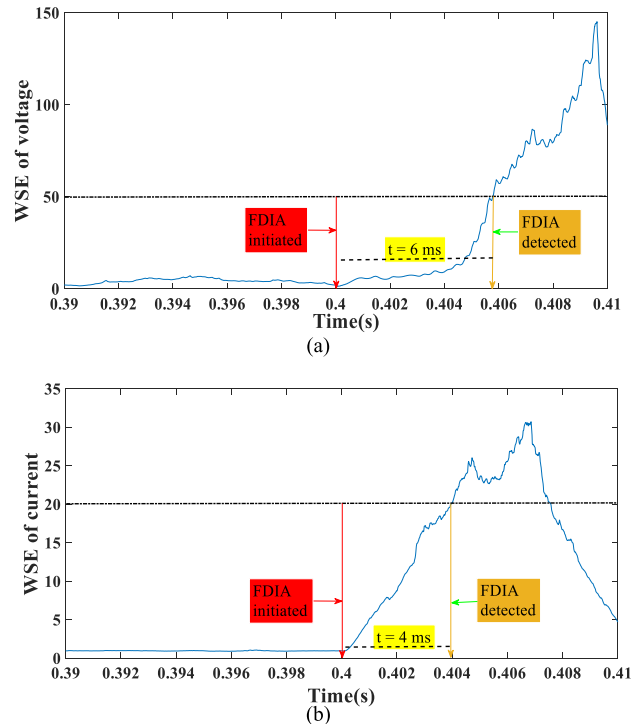 150
100
50
0
WSE of voltage
FDIA
initiated
t = 6 ms
FDIA
detected
0.39 0.392 0.394 0.396 0.398 0.4 0.402 0.404 0.406 0.408 0.41
Time(s)
(a)
35
30
25
20
15
10
5
0
WSE of current
FDIA
initiated
t = 4 ms
FDIA
detected
0.39 0.392 0.394 0.396 0.398 0.4 0.402 0.404 0.406 0.408 0.41
Time(s)
(b)